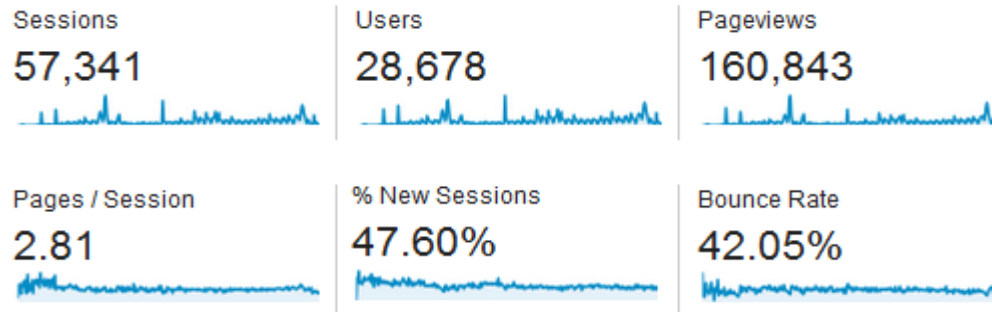 Sessions
57,341
Users
28,678
Pageviews
160,843
Pages / Session
2.81
% New Sessions
47.60%
Bounce Rate
42.05%